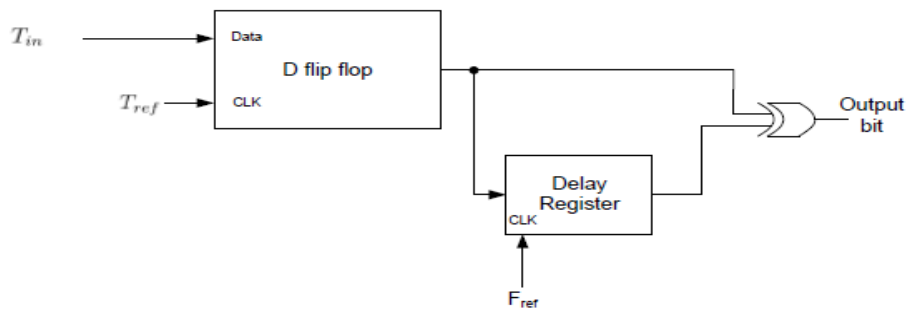 T_in
Data
D flip flop
T_ref
CLK
Output
bit
Delay
Register
CLK
F_ref